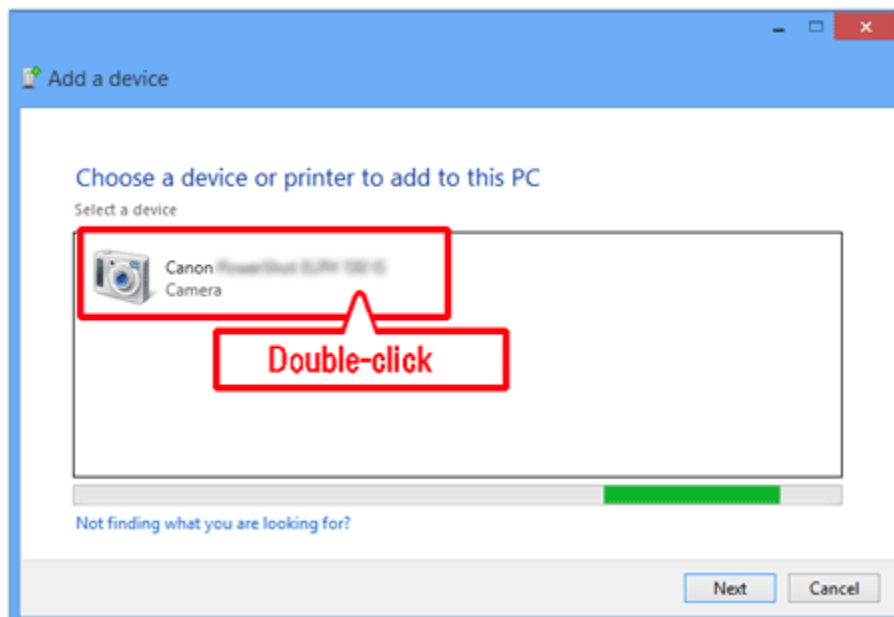 Add a device
Choose a device or printer to add to this PC
Select a device
Canon
Camera
Double-click
Not finding what you are looking for?
Next
Cancel